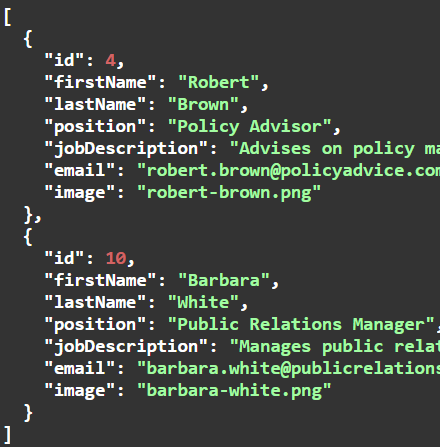 [
  {
    "id": 4,
    "firstName": "Robert",
    "lastName": "Brown",
    "position": "Policy Advisor",
    "jobDescription": "Advises on policy
    "email": "robert.brown@policyadvice.com
    "image": "robert-brown.png"
  },
  {
    "id": 10,
    "firstName": "Barbara",
    "lastName": "White",
    "position": "Public Relations Manager",
    "jobDescription": "Manages public
    "email": "barbara.white@publicrelations
    "image": "barbara-white.png"
  }
]